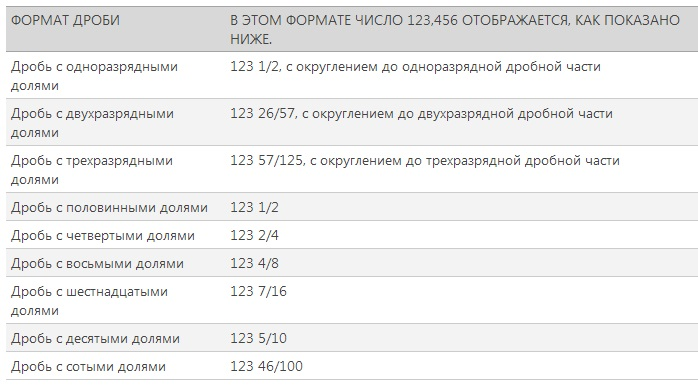 ФОРМАТ ДРОБИ
В ЭТОМ ФОРМАТЕ ЧИСЛО 123,456 ОТОБРАЖАЕТСЯ, КАК ПОКАЗАНО
НИЖЕ.
Дробь с одноразрядными
долями
123 1/2, с округлением до одноразрядной дробной части
Дробь с двухразрядными
долями
123 26/57, с округлением до двухразрядной дробной части
Дробь с трехразрядными
долями
123 57/125, с округлением до трехразрядной дробной части
Дробь с половинными долями
123 1/2
Дробь с четвертыми долями
123 2/4
Дробь с восьмыми долями
123 4/8
Дробь с шестнадцатыми
долями
123 7/16
Дробь с десятыми долями
123 5/10
Дробь с сотыми долями
123 46/100